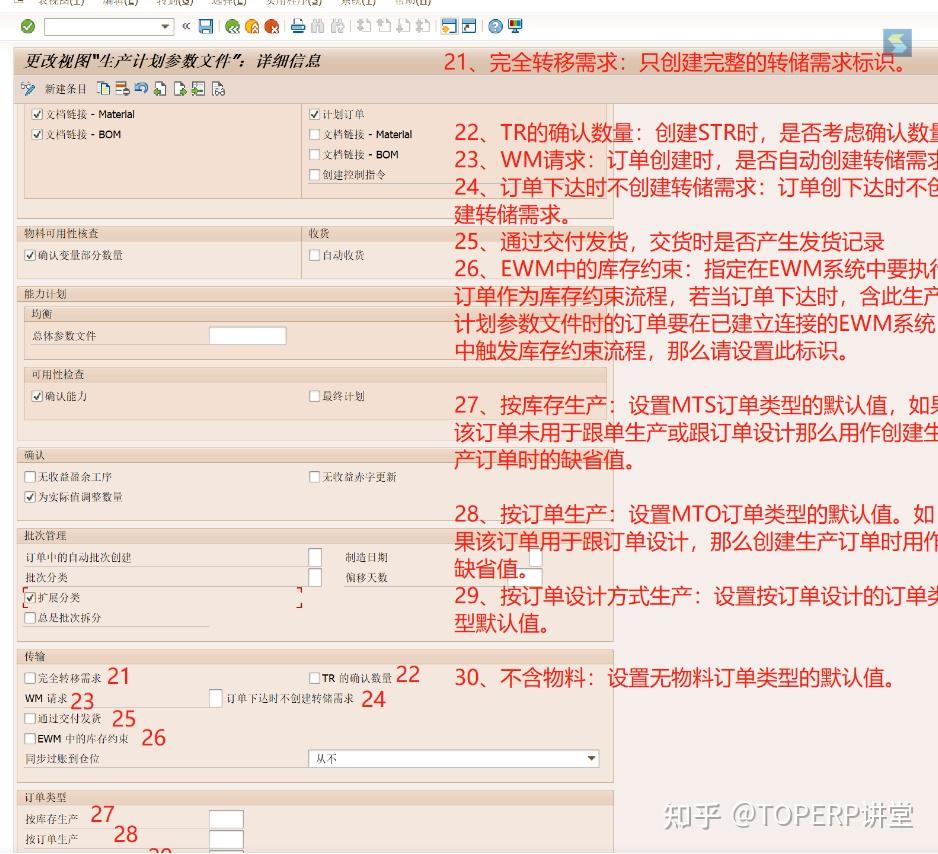 更改视图“生产计划参数文件”：详细信息
21、完全转移需求：只创建完整的转储需求标识。
新建条目
文档链接 - Material
计划订单
文档链接 - BOM
文档链接 - Material
文档链接 - BOM
创建控制指令
22、TR的确认数量：创建STR时，是否考虑确认数量
23、WM请求：订单创建时，是否自动创建转储需求
24、订单下达时不创建转储需求：订单创下达时不创
建转储需求。
25、通过交付发货，交货时是否产生发货记录
26、EWM中的库存约束：指定在EWM系统中要执行
订单作为库存约束流程，若当订单下达时，含此生产
计划参数文件时的订单要在已建立连接的EWM系统
中触发库存约束流程，那么请设置此标识。
物料可用性核查
收货
确认变量部分数量
自动收货
能力计划
均衡
总体参数文件
可用性检查
确认能力
最终计划
27、按库存生产：设置MTS订单类型的默认值，如果
该订单未用于跟单生产或跟订单设计那么用作创建生
产订单时的缺省值。
确认
无收益盈余工序
无收益赤字更新
为实际值调整数量
28、按订单生产：设置MTO订单类型的默认值。如
果该订单用于跟订单设计，那么创建生产订单时用作
缺省值。
29、按订单设计方式生产：设置按订单设计的订单类
型默认值。
批次管理
订单中的自动批次创建
制造日期
批次分类
偏移天数
扩展分类
总是批次拆分
传输
完全转移需求 21
TR 的确认数量 22
30、不含物料：设置无物料订单类型的默认值。
WM 请求 23
订单下达时不创建转储需求 24
通过交付发货 25
EWM 中的库存约束 26
同步过账到仓位
从不
订单类型
按库存生产 27
按订单生产 28
知乎 @TOPERP讲堂